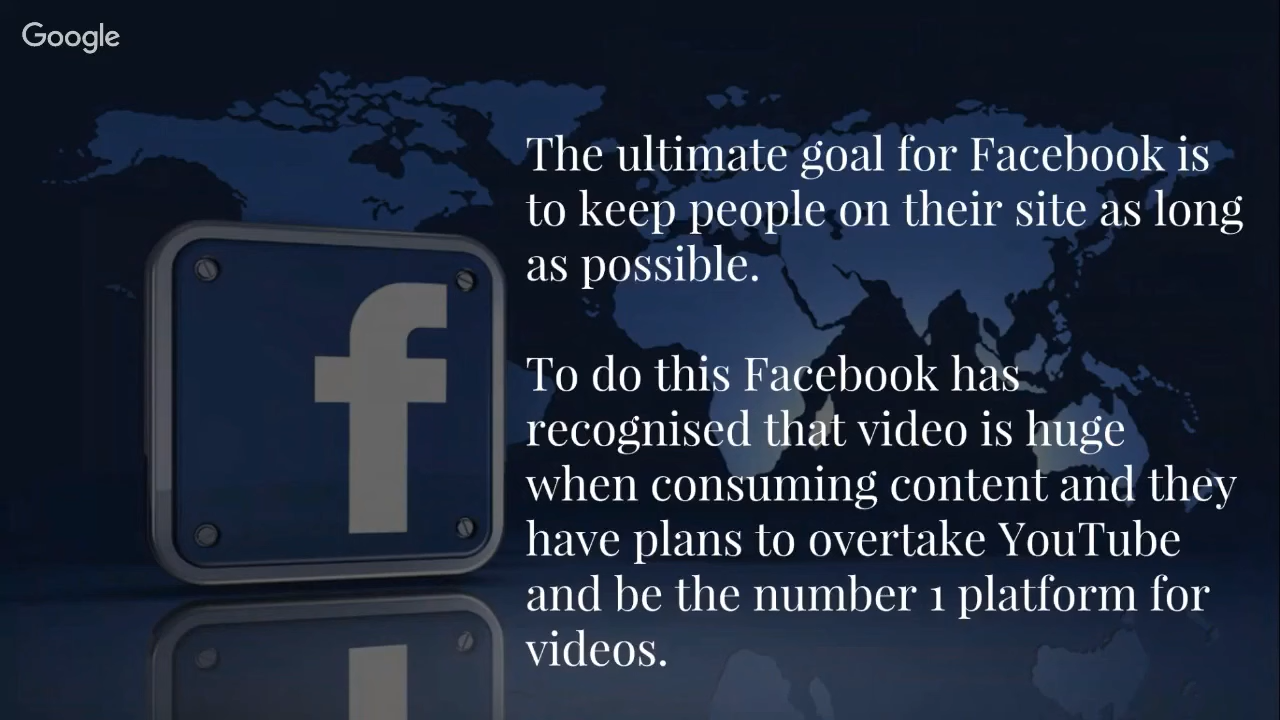 Google
The ultimate goal for Facebook is
to keep people on their site as long
as possible.
To do this Facebook has
recognised that video is huge
when consuming content and they
have plans to overtake YouTube
and be the number 1 platform for
videos.
f